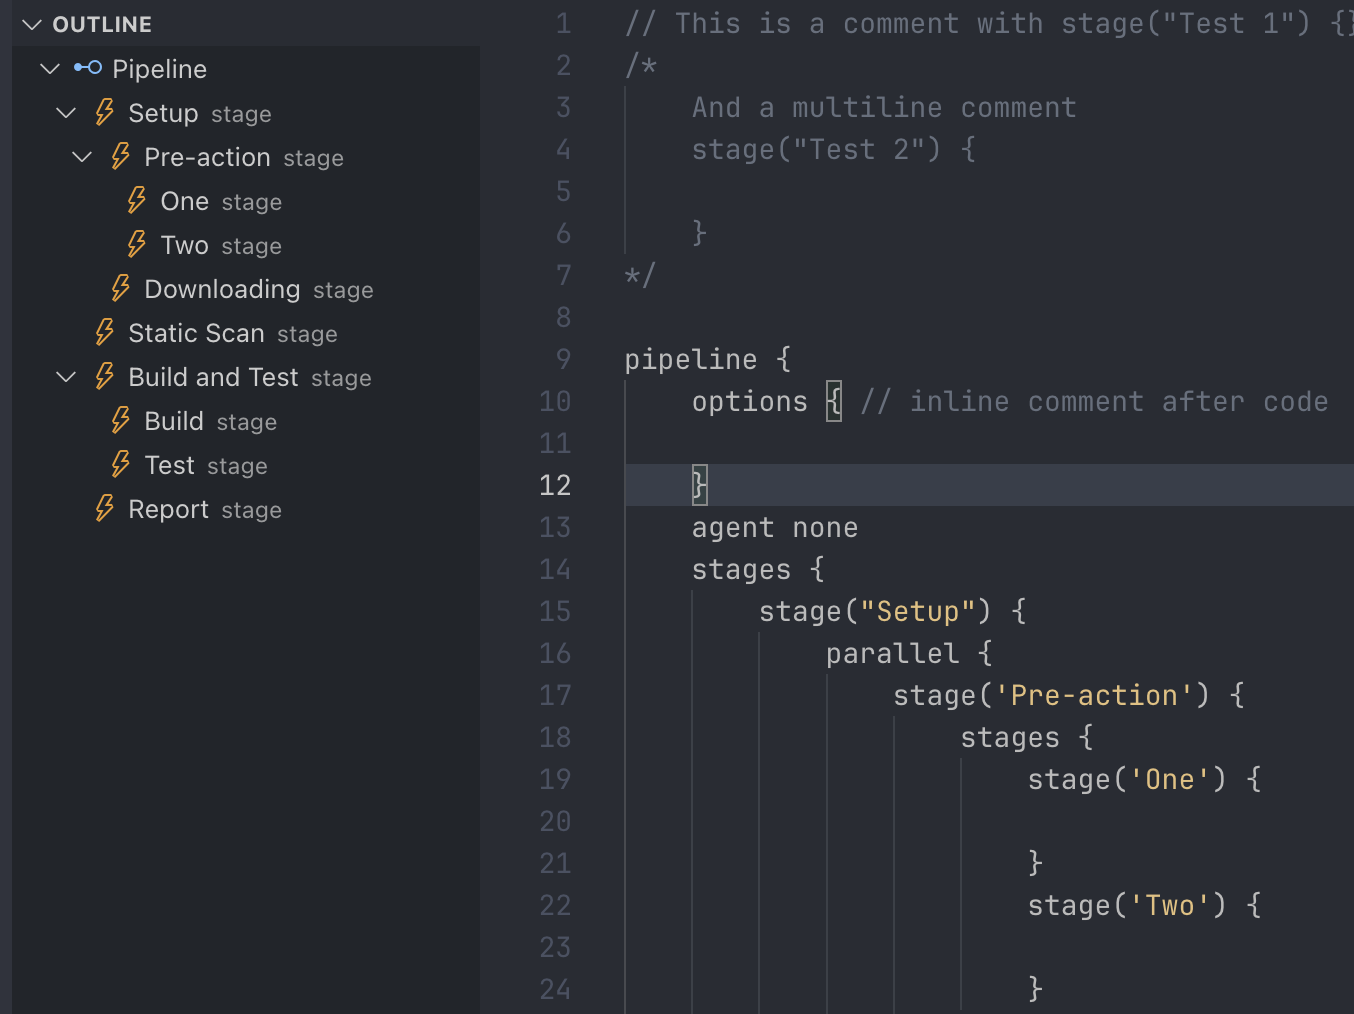 OUTLINE
Pipeline
Setup stage
Pre-action stage
One stage
Two stage
Downloading stage
Static Scan stage
Build and Test stage
Build stage
Test stage
Report stage
1 // This is a comment with stage("Test 1") {}
2 /*
3 And a multiline comment
4 stage("Test 2") {
5
6 }
7 */
8
9 pipeline {
10 options { // inline comment after code
11
12 }
13 agent none
14 stages {
15 stage("Setup") {
16 parallel {
17 stage('Pre-action') {
18 stages {
19 stage('One') {
20
21 }
22 stage('Two') {
23
24 }